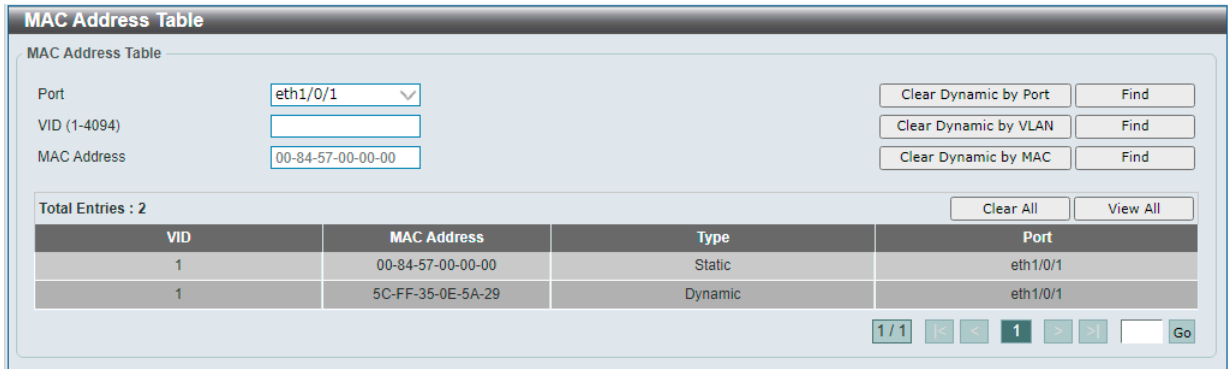 MAC Address Table
MAC Address Table
Port eth1/0/1 Clear Dynamic by Port Find
VID (1-4094) Clear Dynamic by VLAN Find
MAC Address 00-84-57-00-00-00 Clear Dynamic by MAC Find
Total Entries : 2 Clear All View All
VID MAC Address Type Port
1 00-84-57-00-00-00 Static eth1/0/1
1 5C-FF-35-0E-5A-29 Dynamic eth1/0/1
1 / 1 |< < 1 > >| Go